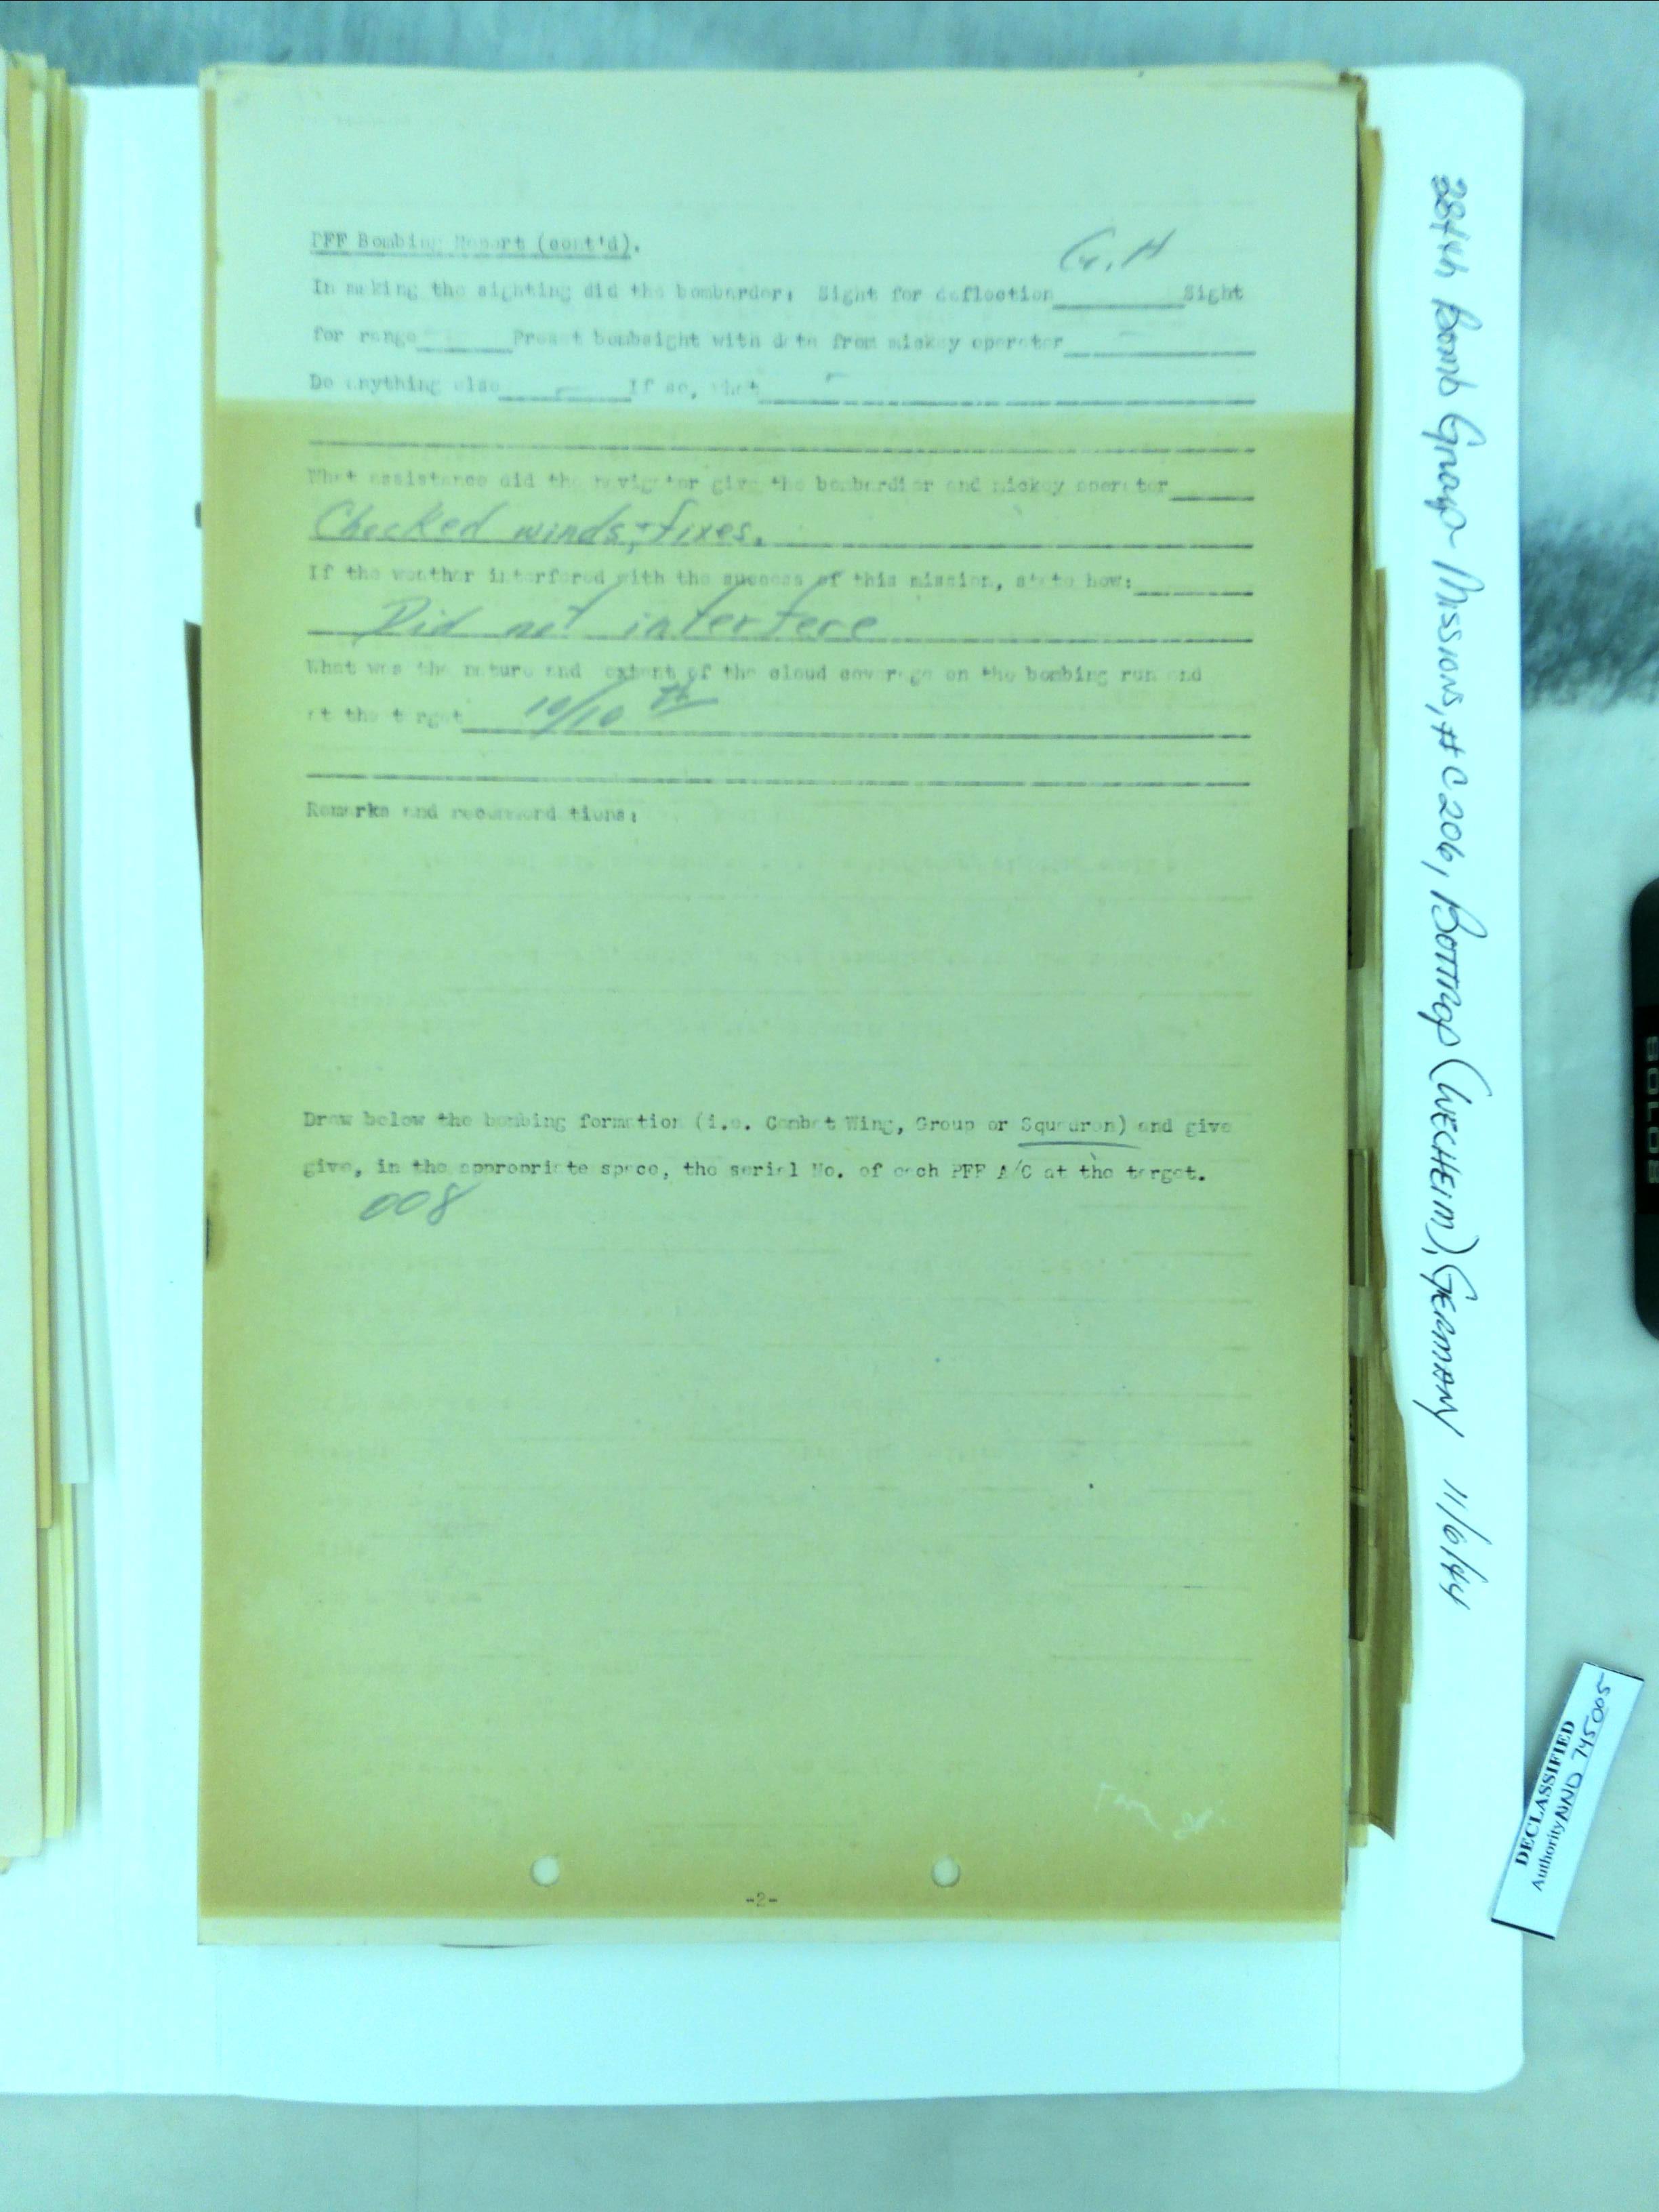 PFF Bombing Report (cont'd).
G.H
In making the sighting did the bombarder: Sight for deflection Sight
for range Preset bombsight with data from mickey operator
Do anything else If so, what
What assistance did the navigator give the bombardier and mickey operator
Checked winds, fixes.
If the weather interfered with the success of this mission, state how:
Did not interfere
What was the nature and extent of the cloud coverage on the bombing run and
at the target 10/10 th
Remarks and recommendations:
Draw below the bombing formation (i.e. Combat Wing, Group or Squadron) and give
give, in the appropriate space, the serial No. of each PFF A/C at the target.
008
-2-
384th Bomb Group Missions, #C206, Bottrop (Welheim), Germany 11/6/44
DECLASSIFIED
Authority NND 745005